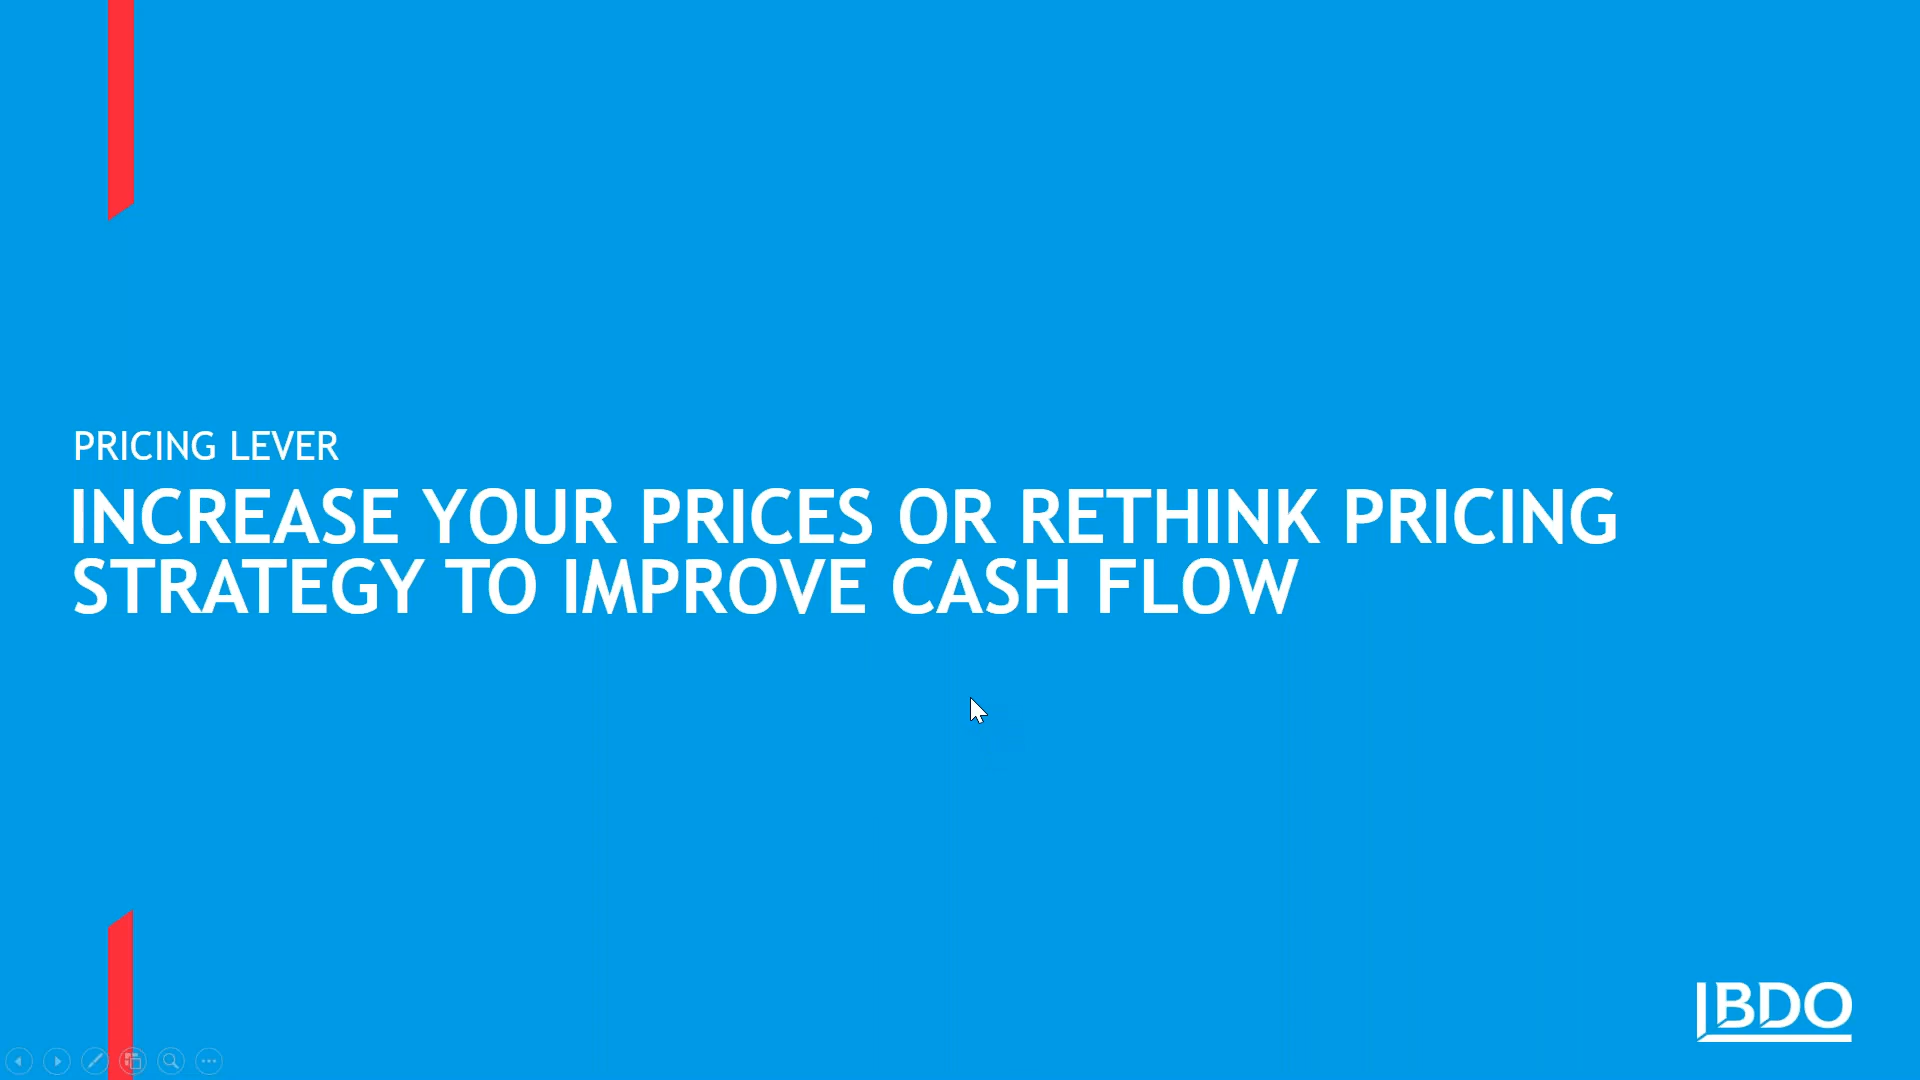 PRICING LEVER
INCREASE YOUR PRICES OR RETHINK PRICING
STRATEGY TO IMPROVE CASH FLOW
BDO